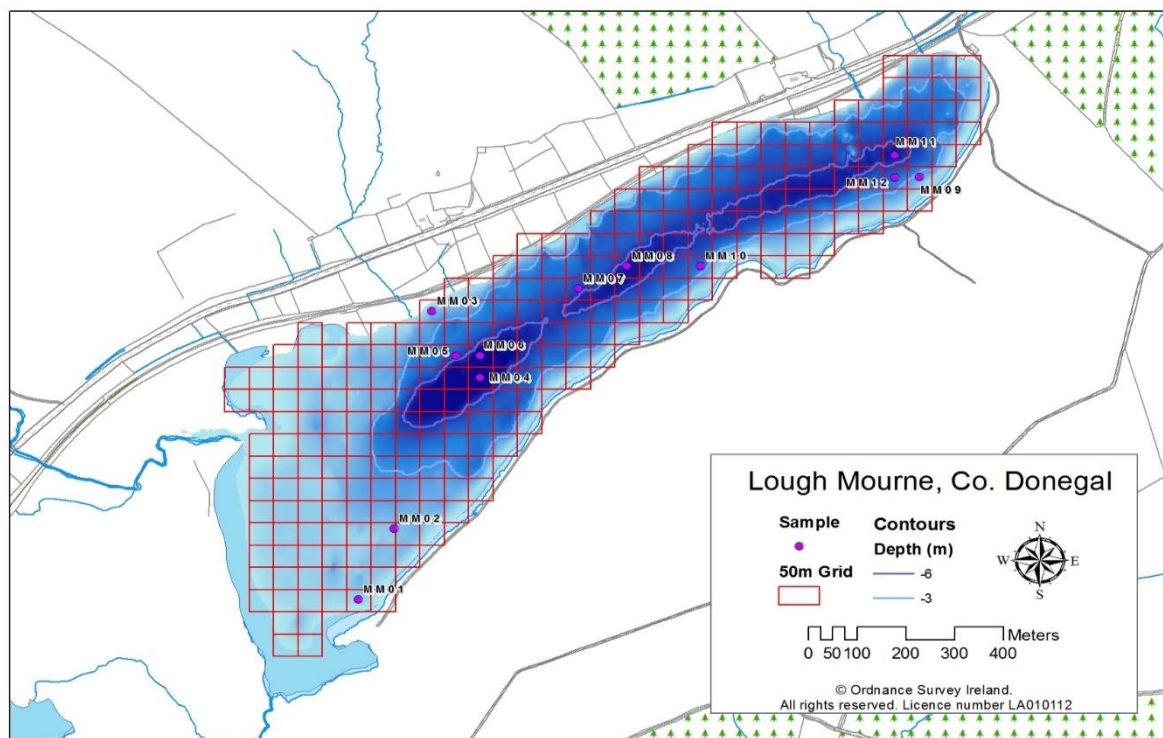 MM11
MM12
MM09
MM08
MM10
MM07
MM03
MM05
MM06
MM04
MM02
MM01
Lough Mourne, Co. Donegal
Sample
50m Grid
Contours
Depth (m)
-6
-3
N
W E
S
Meters
0 50 100 200 300 400
© Ordnance Survey Ireland.
All rights reserved. Licence number LA010112